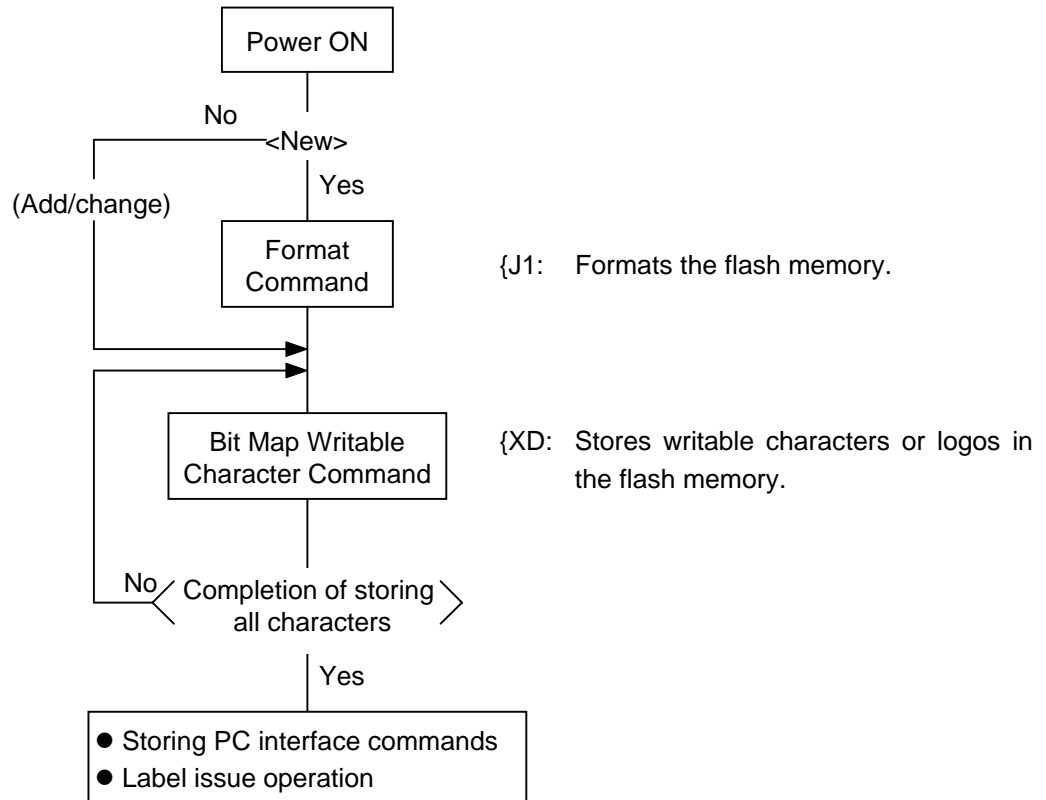 Power ON
No
<New>
Yes
(Add/change)
Format
Command
{J1: Formats the flash memory.
Bit Map Writable
Character Command
{XD: Stores writable characters or logos in
the flash memory.
No
Completion of storing
all characters
Yes
● Storing PC interface commands
● Label issue operation